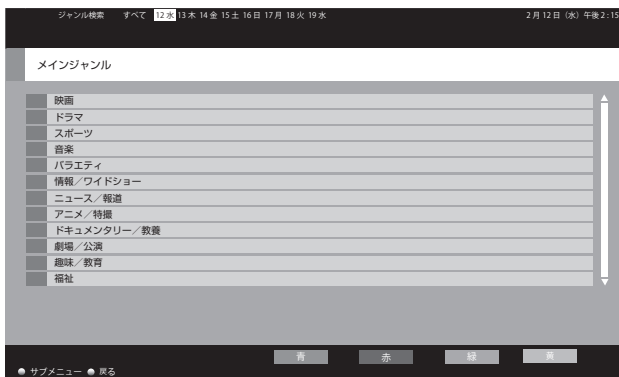 ジャンル検索 すべて 12 水 13 木 14 金 15 土 16 日 17 月 18 火 19 水 2 月 12 日（水）午後 2 : 15
メインジャンル
映画
ドラマ
スポーツ
音楽
バラエティ
情報／ワイドショー
ニュース／報道
アニメ／特撮
ドキュメンタリー／教養
劇場／公演
趣味／教育
福祉
青 赤 緑 黄
サブメニュー 戻る